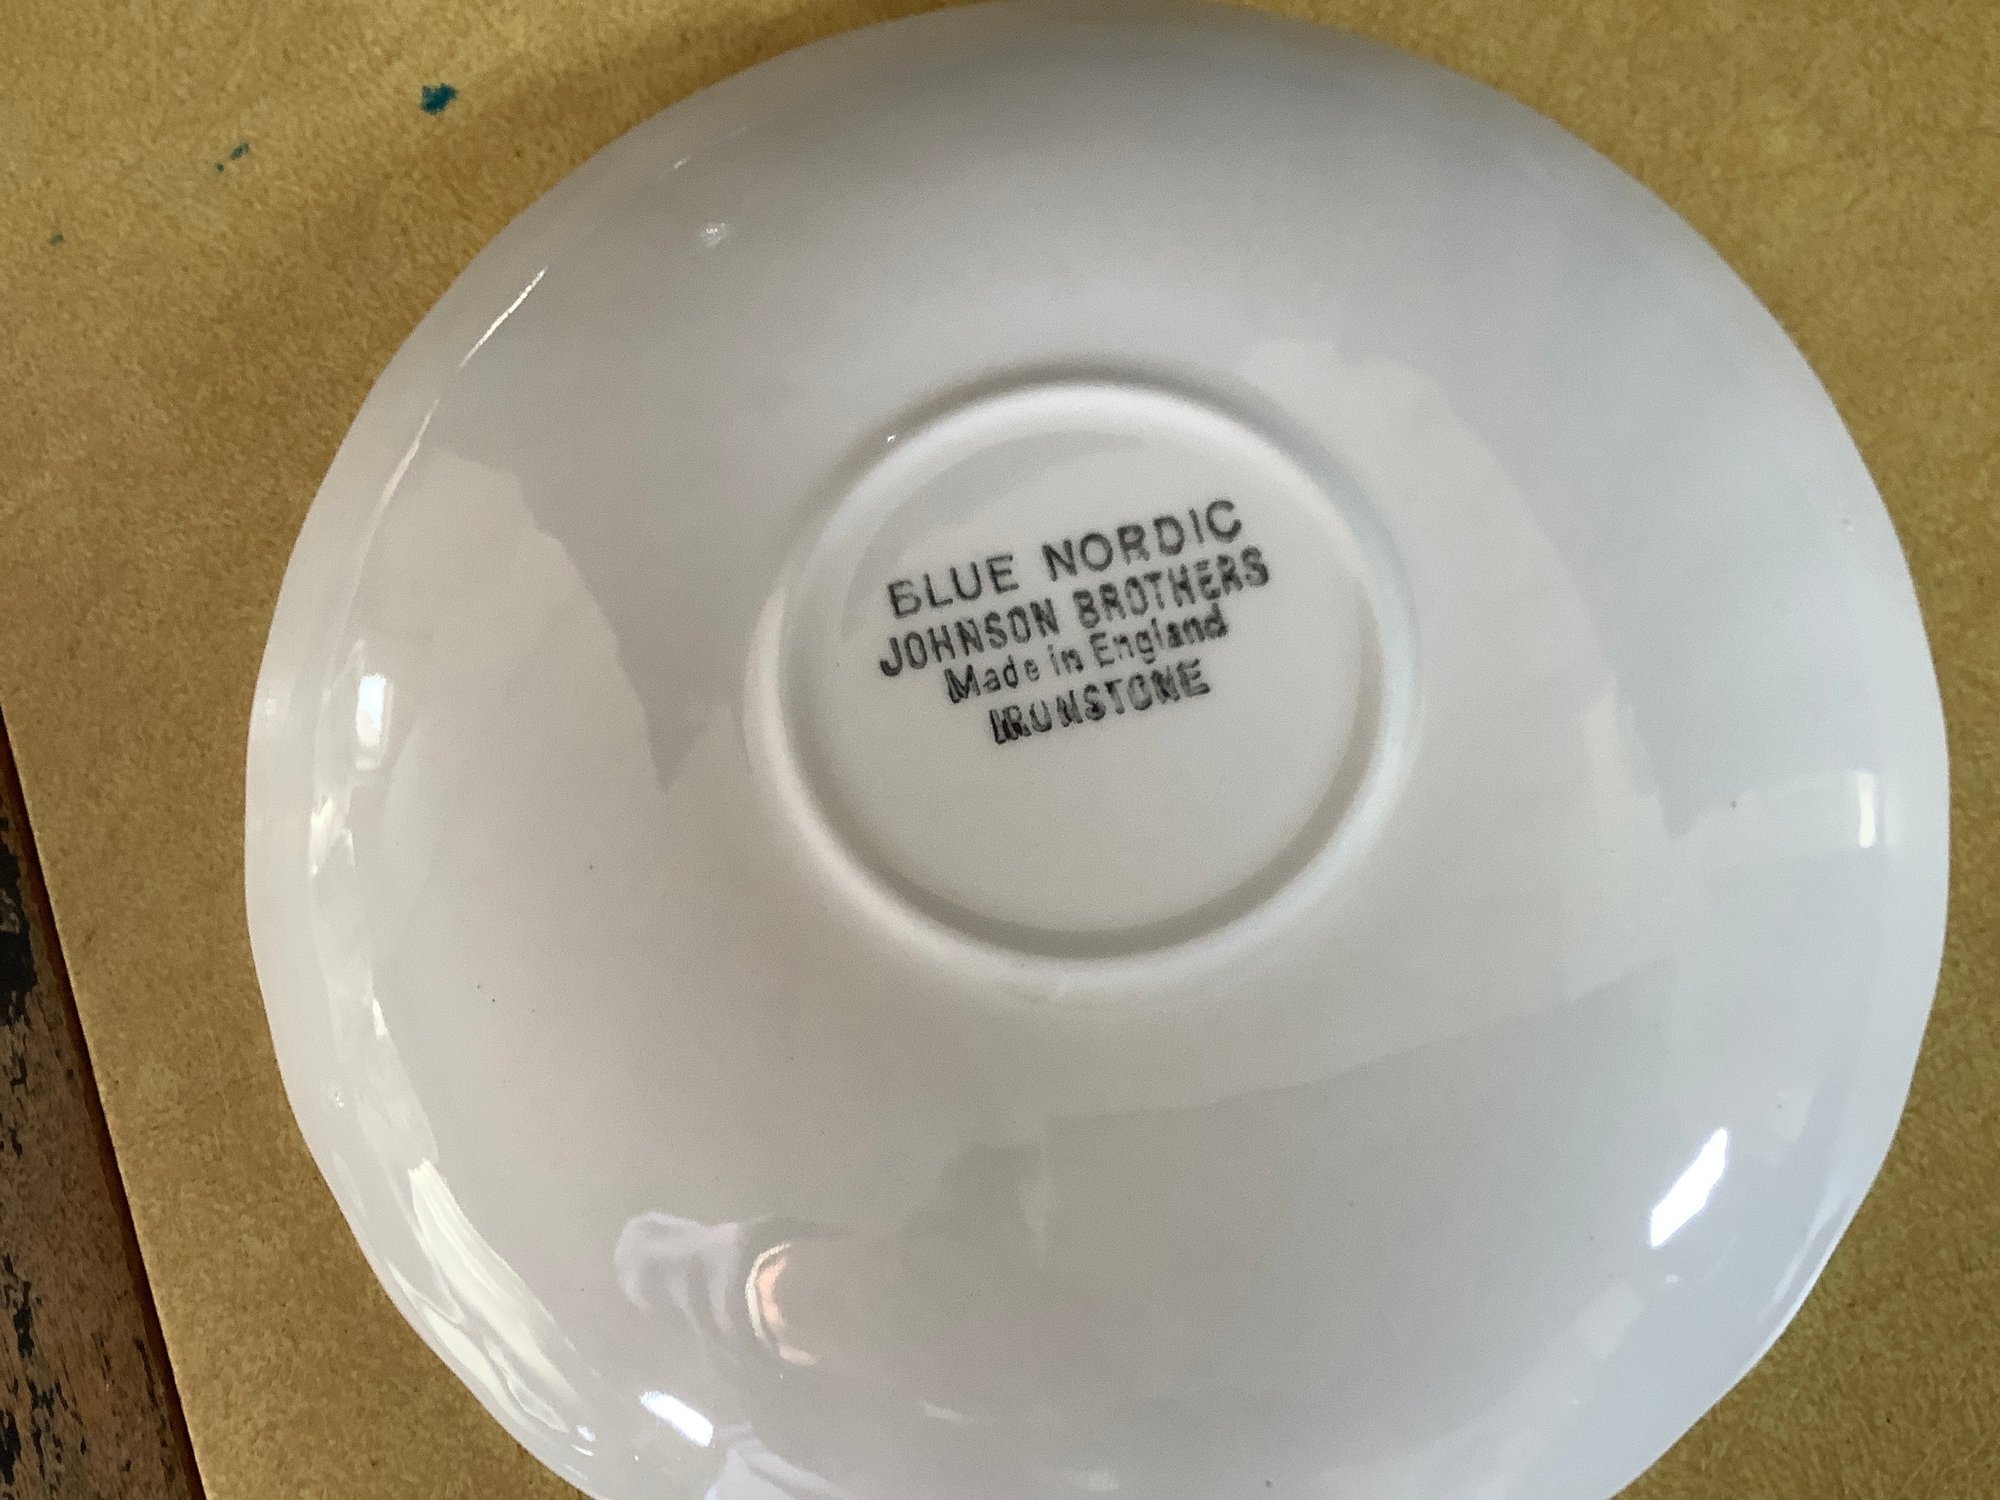 BLUE NORDIC
JOHNSON BROTHERS
Made in England
IRONSTONE